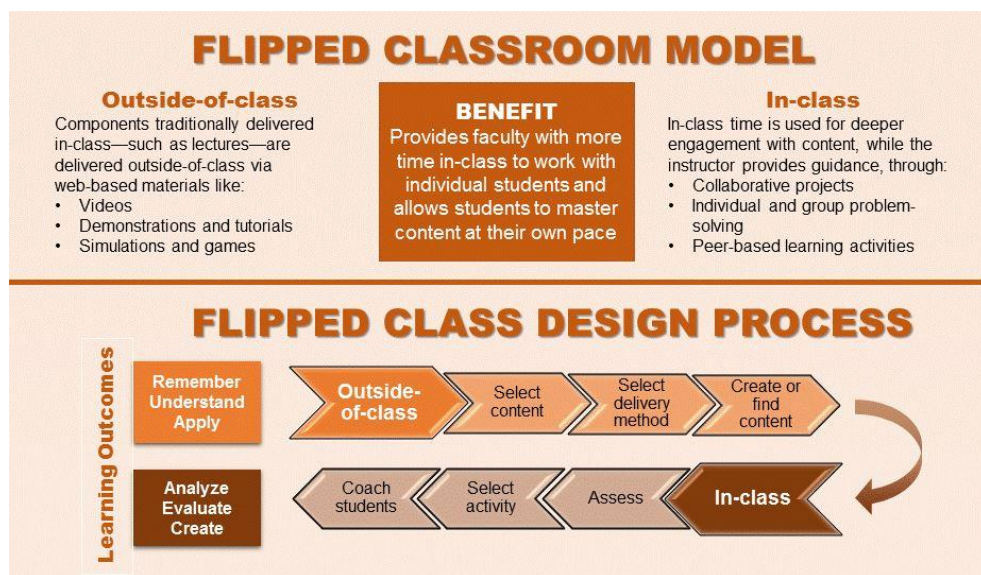 FLIPPED CLASSROOM MODEL
Outside-of-class
Components traditionally delivered
in-class—such as lectures—are
delivered outside-of-class via
web-based materials like:
• Videos
• Demonstrations and tutorials
• Simulations and games
BENEFIT
Provides faculty with more
time in-class to work with
individual students and
allows students to master
content at their own pace
In-class
In-class time is used for deeper
engagement with content, while the
instructor provides guidance, through:
• Collaborative projects
• Individual and group problem-
solving
• Peer-based learning activities
FLIPPED CLASS DESIGN PROCESS
Learning Outcomes
Remember
Understand
Apply
Outside-
of-class
Select
content
Select
delivery
method
Create or
find
content
Analyze
Evaluate
Create
Coach
students
Select
activity
Assess
In-class